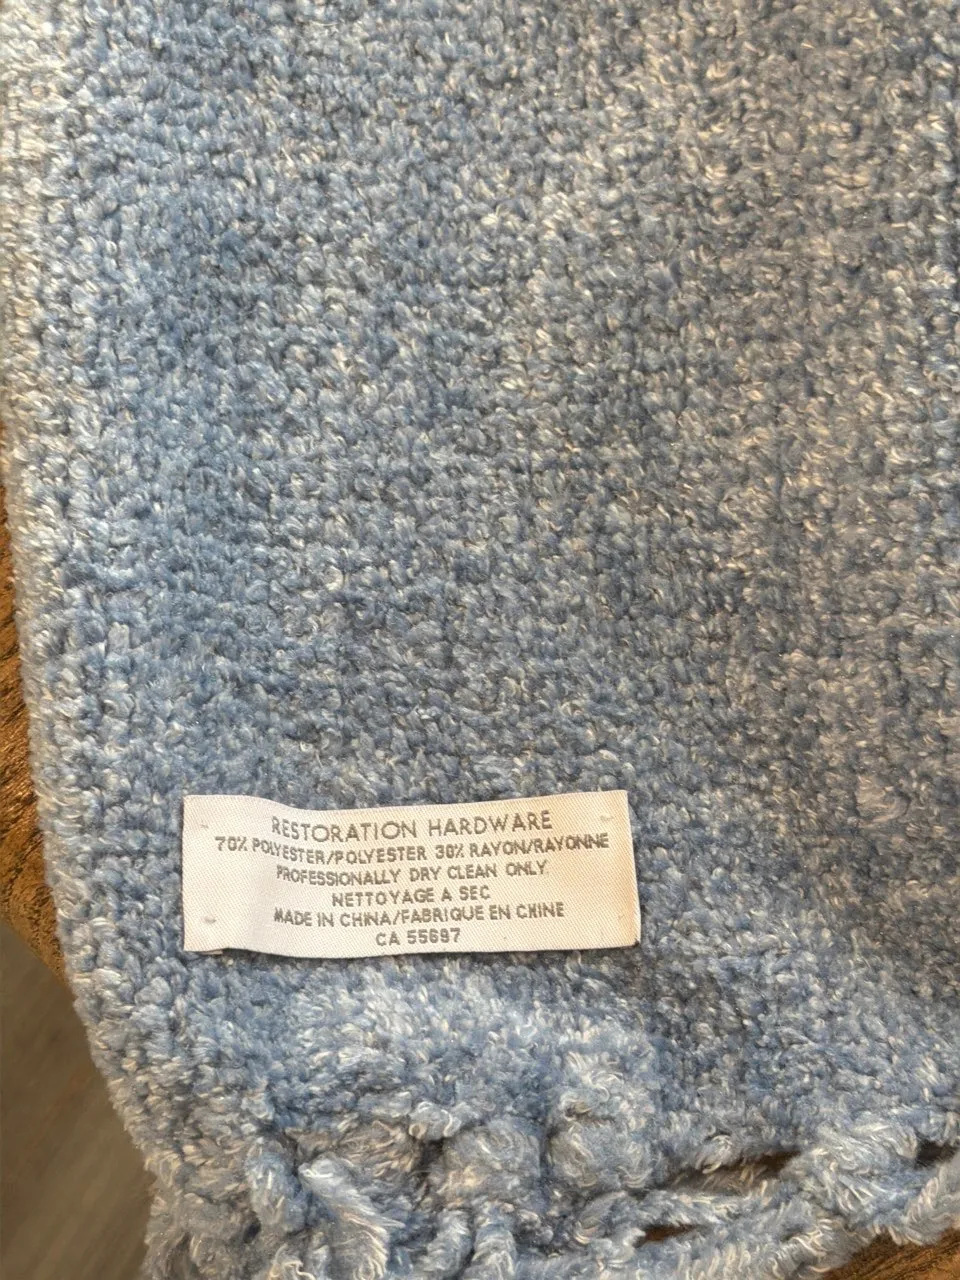 RESTORATION HARDWARE
70% POLYESTER/POLYESTER 30% RAYON/RAYONNE
PROFESSIONALLY DRY CLEAN ONLY.
NETTOYAGE A SEC
MADE IN CHINA/FABRIQUE EN CHINE
CA 55697